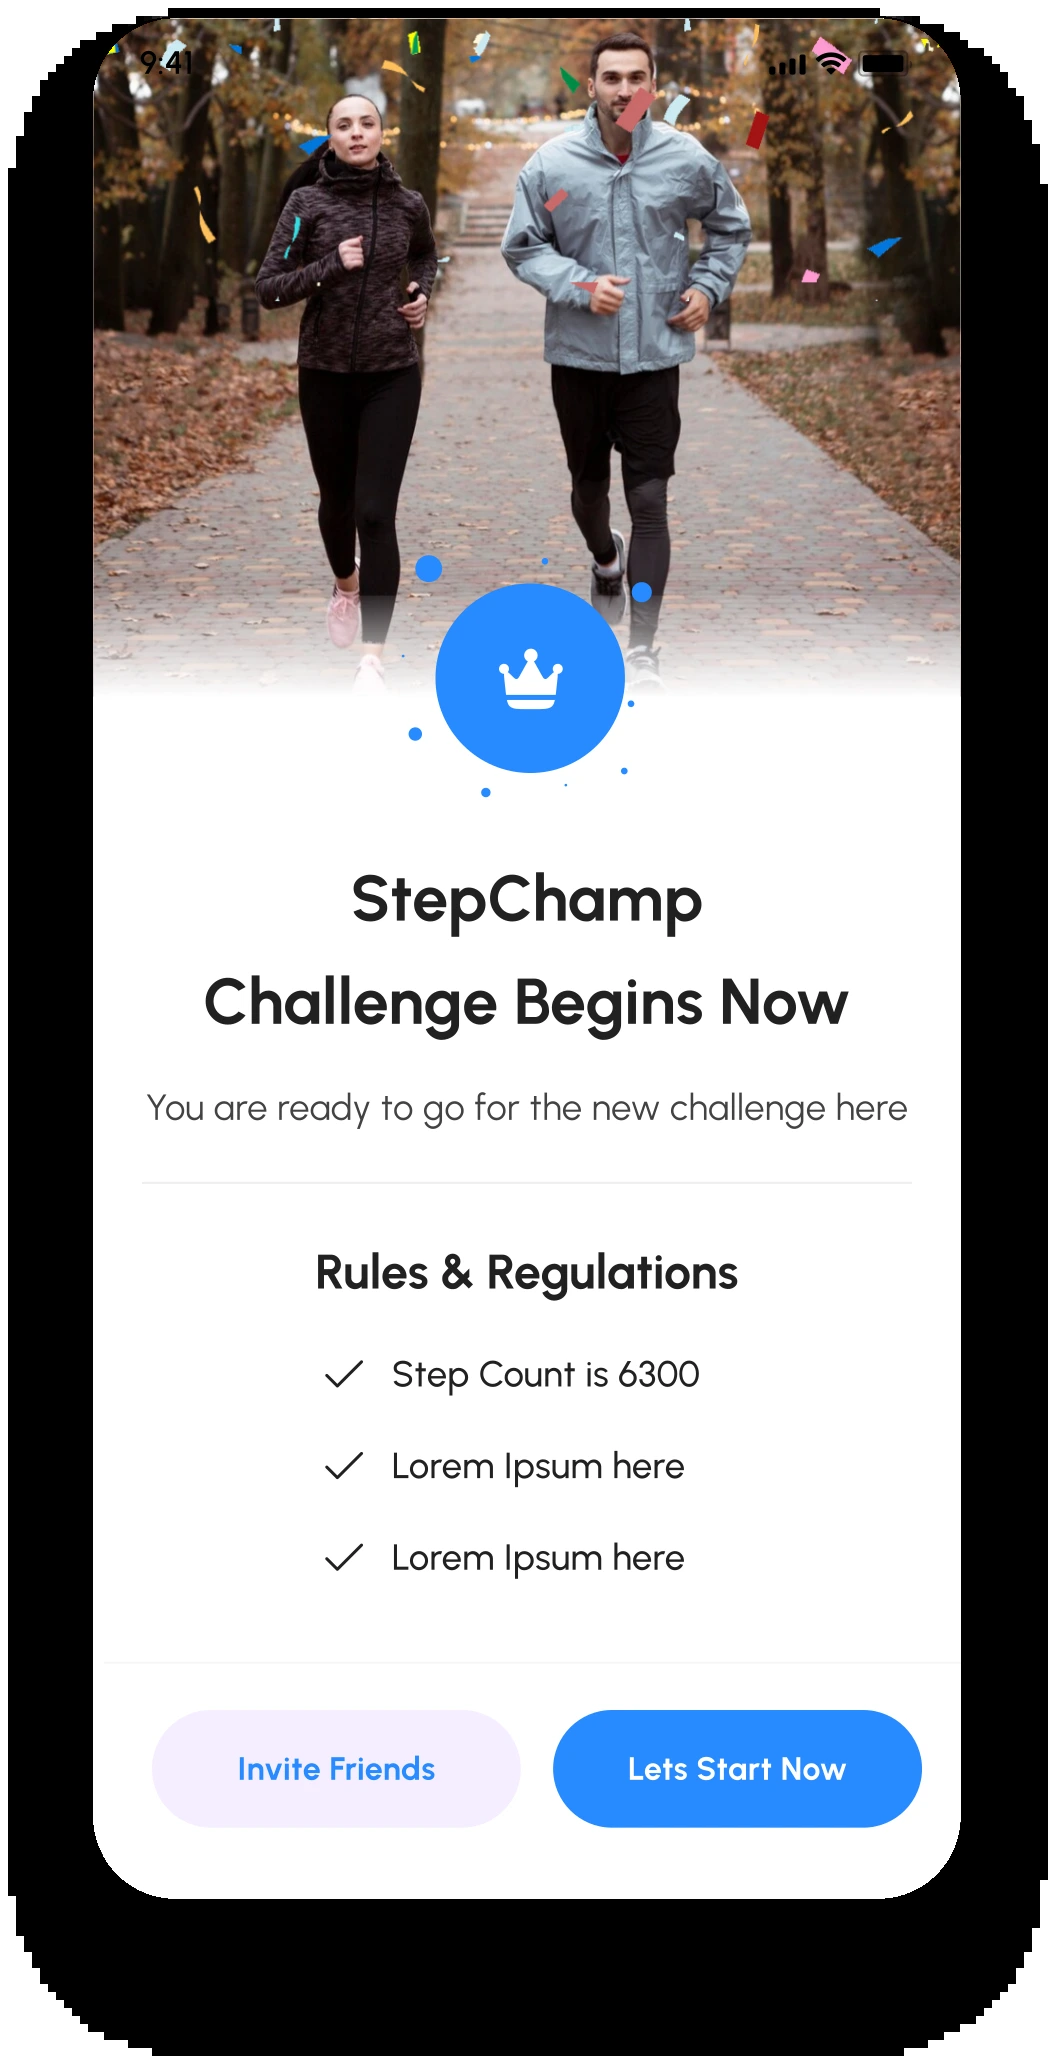 9:41
StepChamp
Challenge Begins Now
You are ready to go for the new challenge here
Rules & Regulations
Step Count is 6300
Lorem Ipsum here
Lorem Ipsum here
Invite Friends
Lets Start Now